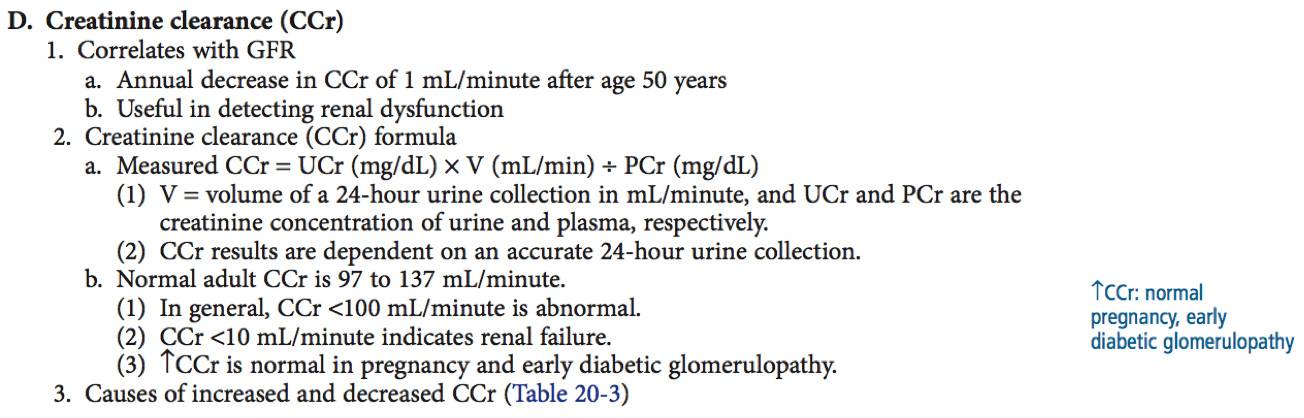 D. Creatinine clearance (CCr)
1. Correlates with GFR
a. Annual decrease in CCr of 1 mL/minute after age 50 years
b. Useful in detecting renal dysfunction
2. Creatinine clearance (CCr) formula
a. Measured CCr = UCr (mg/dL) × V (mL/min) ÷ PCr (mg/dL)
(1) V = volume of a 24-hour urine collection in mL/minute, and UCr and PCr are the
creatinine concentration of urine and plasma, respectively.
(2) CCr results are dependent on an accurate 24-hour urine collection.
b. Normal adult CCr is 97 to 137 mL/minute.
(1) In general, CCr <100 mL/minute is abnormal.
(2) CCr <10 mL/minute indicates renal failure.
(3) ↑CCr is normal in pregnancy and early diabetic glomerulopathy.
3. Causes of increased and decreased CCr (Table 20-3)
↑CCr: normal
pregnancy, early
diabetic glomerulopathy